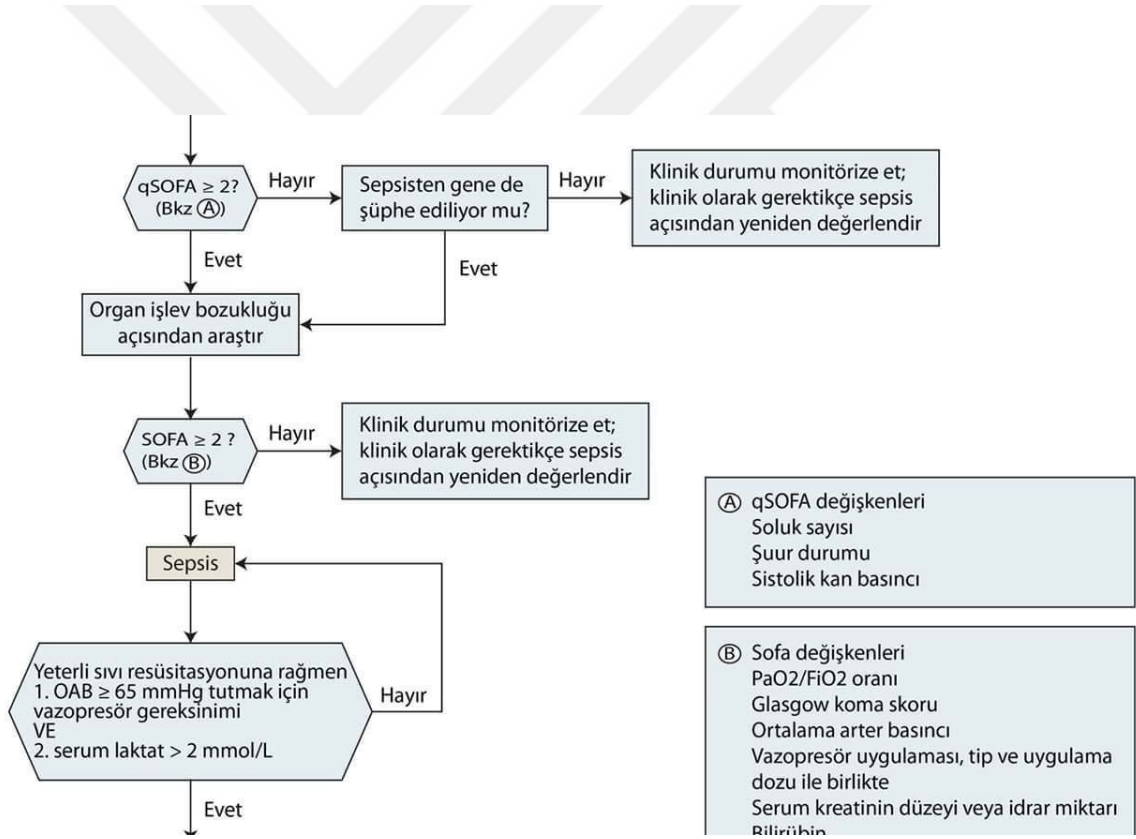 qSOFA ≥ 2?
(Bkz Ⓐ)
Hayır
Sepsisten gene de
şüphe ediliyor mu?
Hayır
Klinik durumu monitörize et;
klinik olarak gerektikçe sepsis
açısından yeniden değerlendir
Evet
Evet
Organ işlev bozukluğu
açısından araştır
SOFA ≥ 2 ?
(Bkz Ⓑ)
Hayır
Klinik durumu monitörize et;
klinik olarak gerektikçe sepsis
açısından yeniden değerlendir
Evet
Sepsis
Yeterli sıvı resüsitasyonuna rağmen
1. OAB ≥ 65 mmHg tutmak için
vazopresör gereksinimi
VE
2. serum laktat > 2 mmol/L
Hayır
Evet
Ⓐ qSOFA değişkenleri
Soluk sayısı
Şuur durumu
Sistolik kan basıncı
Ⓑ Sofa değişkenleri
PaO2/FiO2 oranı
Glasgow koma skoru
Ortalama arter basıncı
Vazopresör uygulaması, tip ve uygulama
dozu ile birlikte
Serum kreatinin düzeyi veya idrar miktarı
Bilirübin